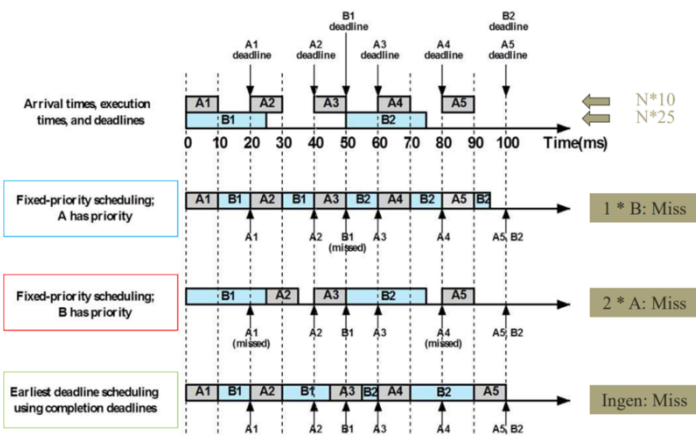 B1
deadline
B2
deadline
A1
deadline
A2
deadline
A3
deadline
A4
deadline
A5
deadline
Arrival times, execution
times, and deadlines
A1 A2 A3 A4 A5
B1 B2
N*10
N*25
0 10 20 30 40 50 60 70 80 90 100 Time(ms)
Fixed-priority scheduling;
A has priority
A1 B1 A2 B1 A3 B2 A4 B2 A5 B2
1 * B: Miss
A1 A2 B1 A3 A4 A5, B2
(missed)
Fixed-priority scheduling;
B has priority
B1 A2 A3 B2 A5
2 * A: Miss
A1 A2 B1 A3 A4 A5, B2
(missed) (missed)
Earliest deadline scheduling
using completion deadlines
A1 B1 A2 B1 A3 B2 A4 B2 A5
Ingen: Miss
A1 A2 B1 A3 A4 A5, B2